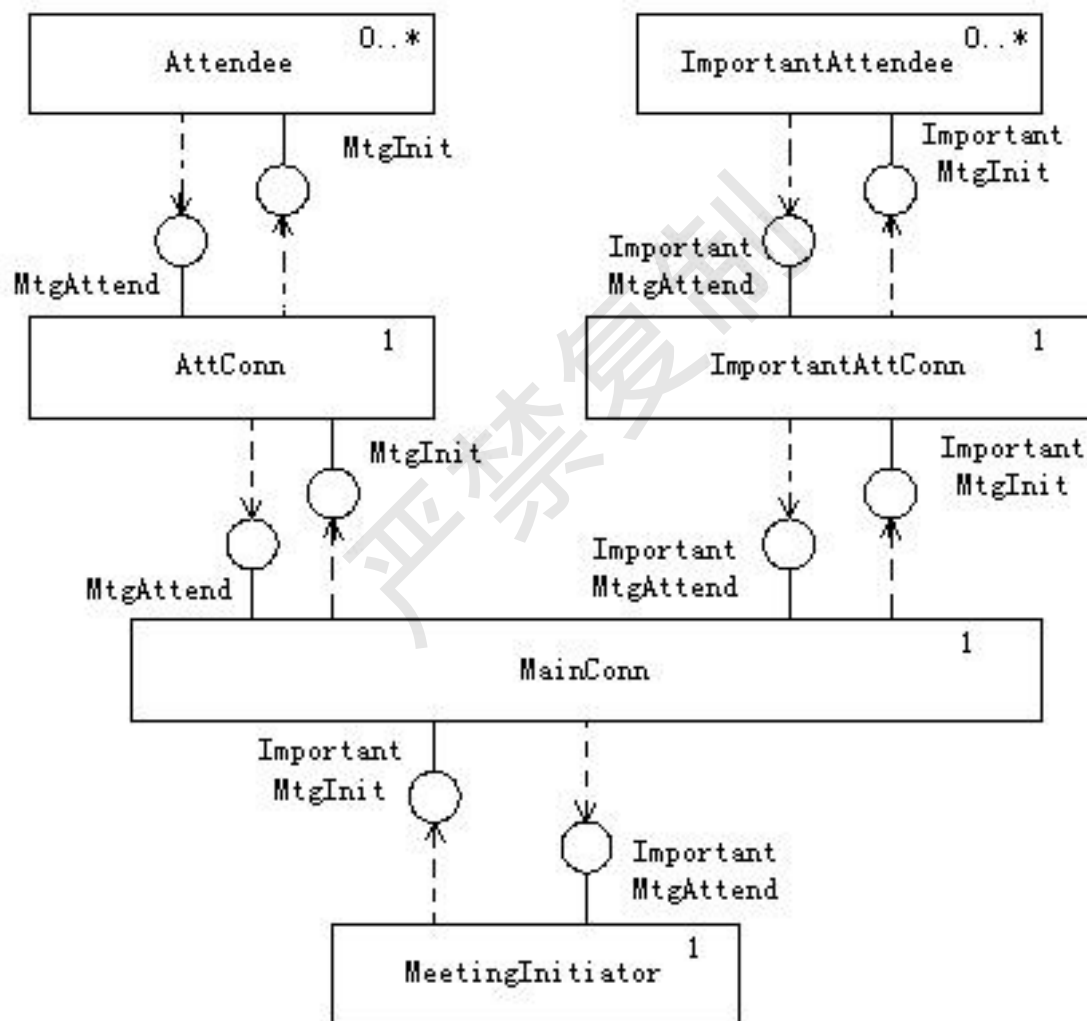 0..*
Attendee
0..*
ImportantAttendee
MtgInit
Important
MtgInit
MtgAttend
Important
MtgAttend
1
AttConn
1
ImportantAttConn
MtgInit
Important
MtgInit
MtgAttend
Important
MtgAttend
1
MainConn
Important
MtgInit
Important
MtgAttend
1
MeetingInitiator
严禁复制